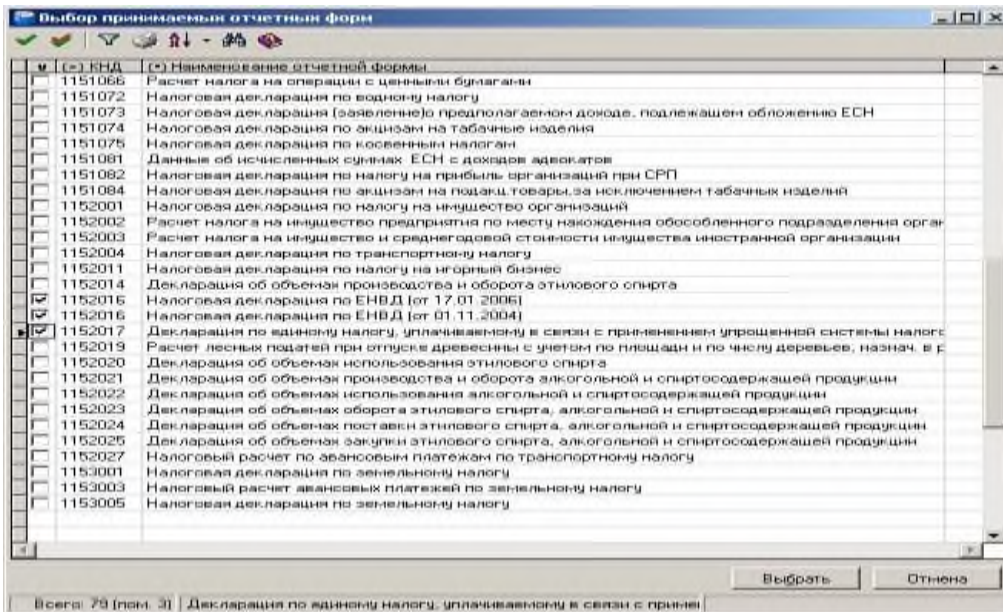 Выбор принимаемых отчетных форм
(=) КНД (*) Наименование отчетной формы
1151066 Расчет налога на операции с ценными бумагами
1151072 Налоговая декларация по водному налогу
1151073 Налоговая декларация (заявление)о предполагаемом доходе, подлежащем обложению ЕСН
1151074 Налоговая декларация по акцизам на табачные изделия
1151075 Налоговая декларация по косвенным налогам
1151081 Данные об исчисленных суммах ЕСН с доходов адвокатов
1151082 Налоговая декларация по налогу на прибыль организаций при СРП
1151084 Налоговая декларация по акцизам на подакц.товары,за исключением табачных изделий
1152001 Налоговая декларация по налогу на имущество организаций
1152002 Расчет налога на имущество предприятия по месту нахождения обособленного подразделения орган
1152003 Расчет налога на имущество и среднегодовой стоимости имущества иностранной организации
1152004 Налоговая декларация по транспортному налогу
1152011 Налоговая декларация по налогу на игорный бизнес
1152014 Декларация об объемах производства и оборота этилового спирта
1152016 Налоговая декларация по ЕНВД (от 17.01.2006)
1152016 Налоговая декларация по ЕНВД (от 01.11.2004)
1152017 Декларация по единому налогу, уплачиваемому в связи с применением упрощенной системы налого
1152019 Расчет лесных податей при отпуске древесины с учетом по площади и по числу деревьев, назнач. в р
1152020 Декларация об объемах использования этилового спирта
1152021 Декларация об объемах производства и оборота алкогольной и спиртосодержащей продукции
1152022 Декларация об объемах использования алкогольной и спиртосодержащей продукции
1152023 Декларация об объемах оборота этилового спирта, алкогольной и спиртосодержащей продукции
1152024 Декларация об объемах поставки этилового спирта, алкогольной и спиртосодержащей продукции
1152025 Декларация об объемах закупки этилового спирта, алкогольной и спиртосодержащей продукции
1152027 Налоговый расчет по авансовым платежам по транспортному налогу
1153001 Налоговая декларация по земельному налогу
1153003 Налоговый расчет авансовых платежей по земельному налогу
1153005 Налоговая декларация по земельному налогу
Выбрать Отмена
Всего: 79 [пом. 3] Декларация по единому налогу, уплачиваемому в связи с приме